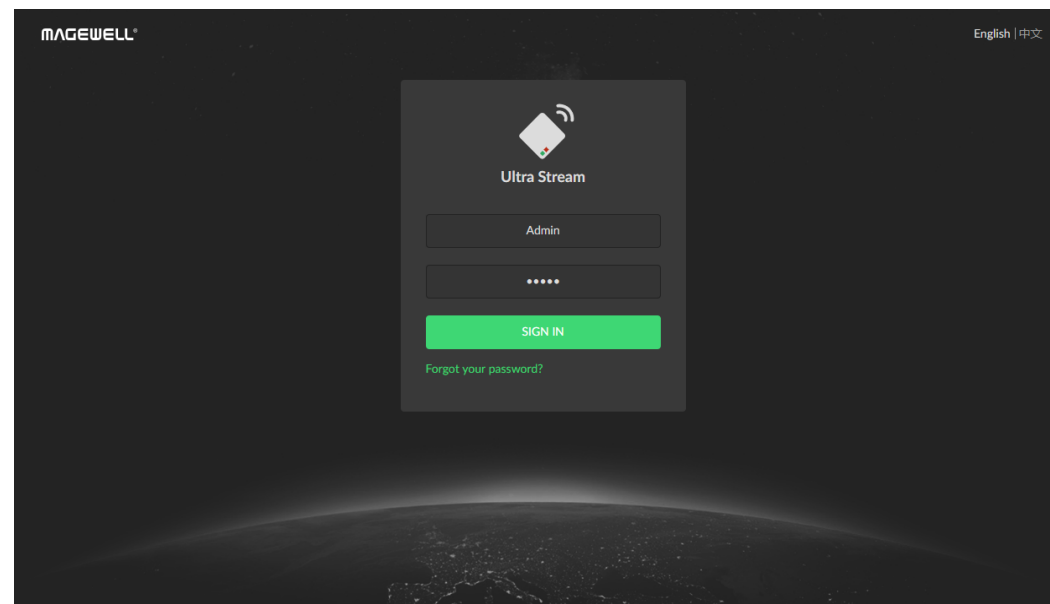 MAGEWELL®
English | 中文
Ultra Stream
Admin
•••••
SIGN IN
Forgot your password?